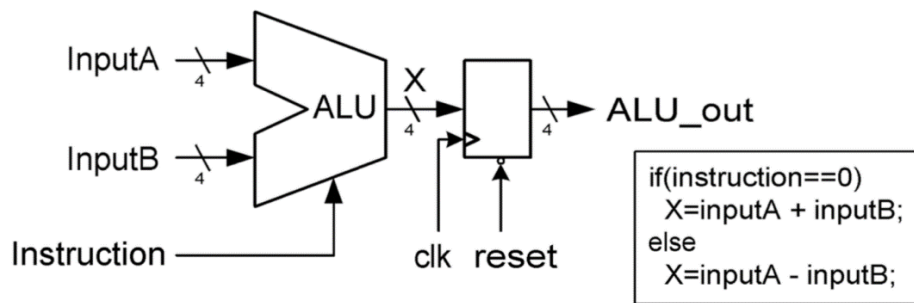 InputA
4
InputB
4
ALU
X
4
4
ALU_out
Instruction
clk
reset
if(instruction==0)
X=inputA + inputB;
else
X=inputA - inputB;